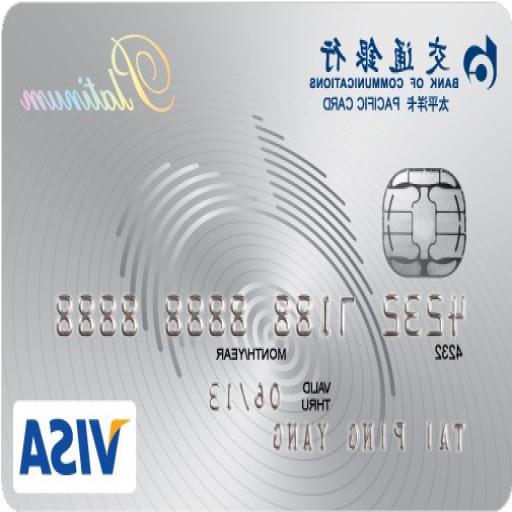 交通銀行
BANK OF COMMUNICATIONS
太平洋卡 PACIFIC CARD
Platinum
4232 7188 8888 8888
4232
MONTH/YEAR
VALID THRU 06/13
TAI PING YANG
VISA